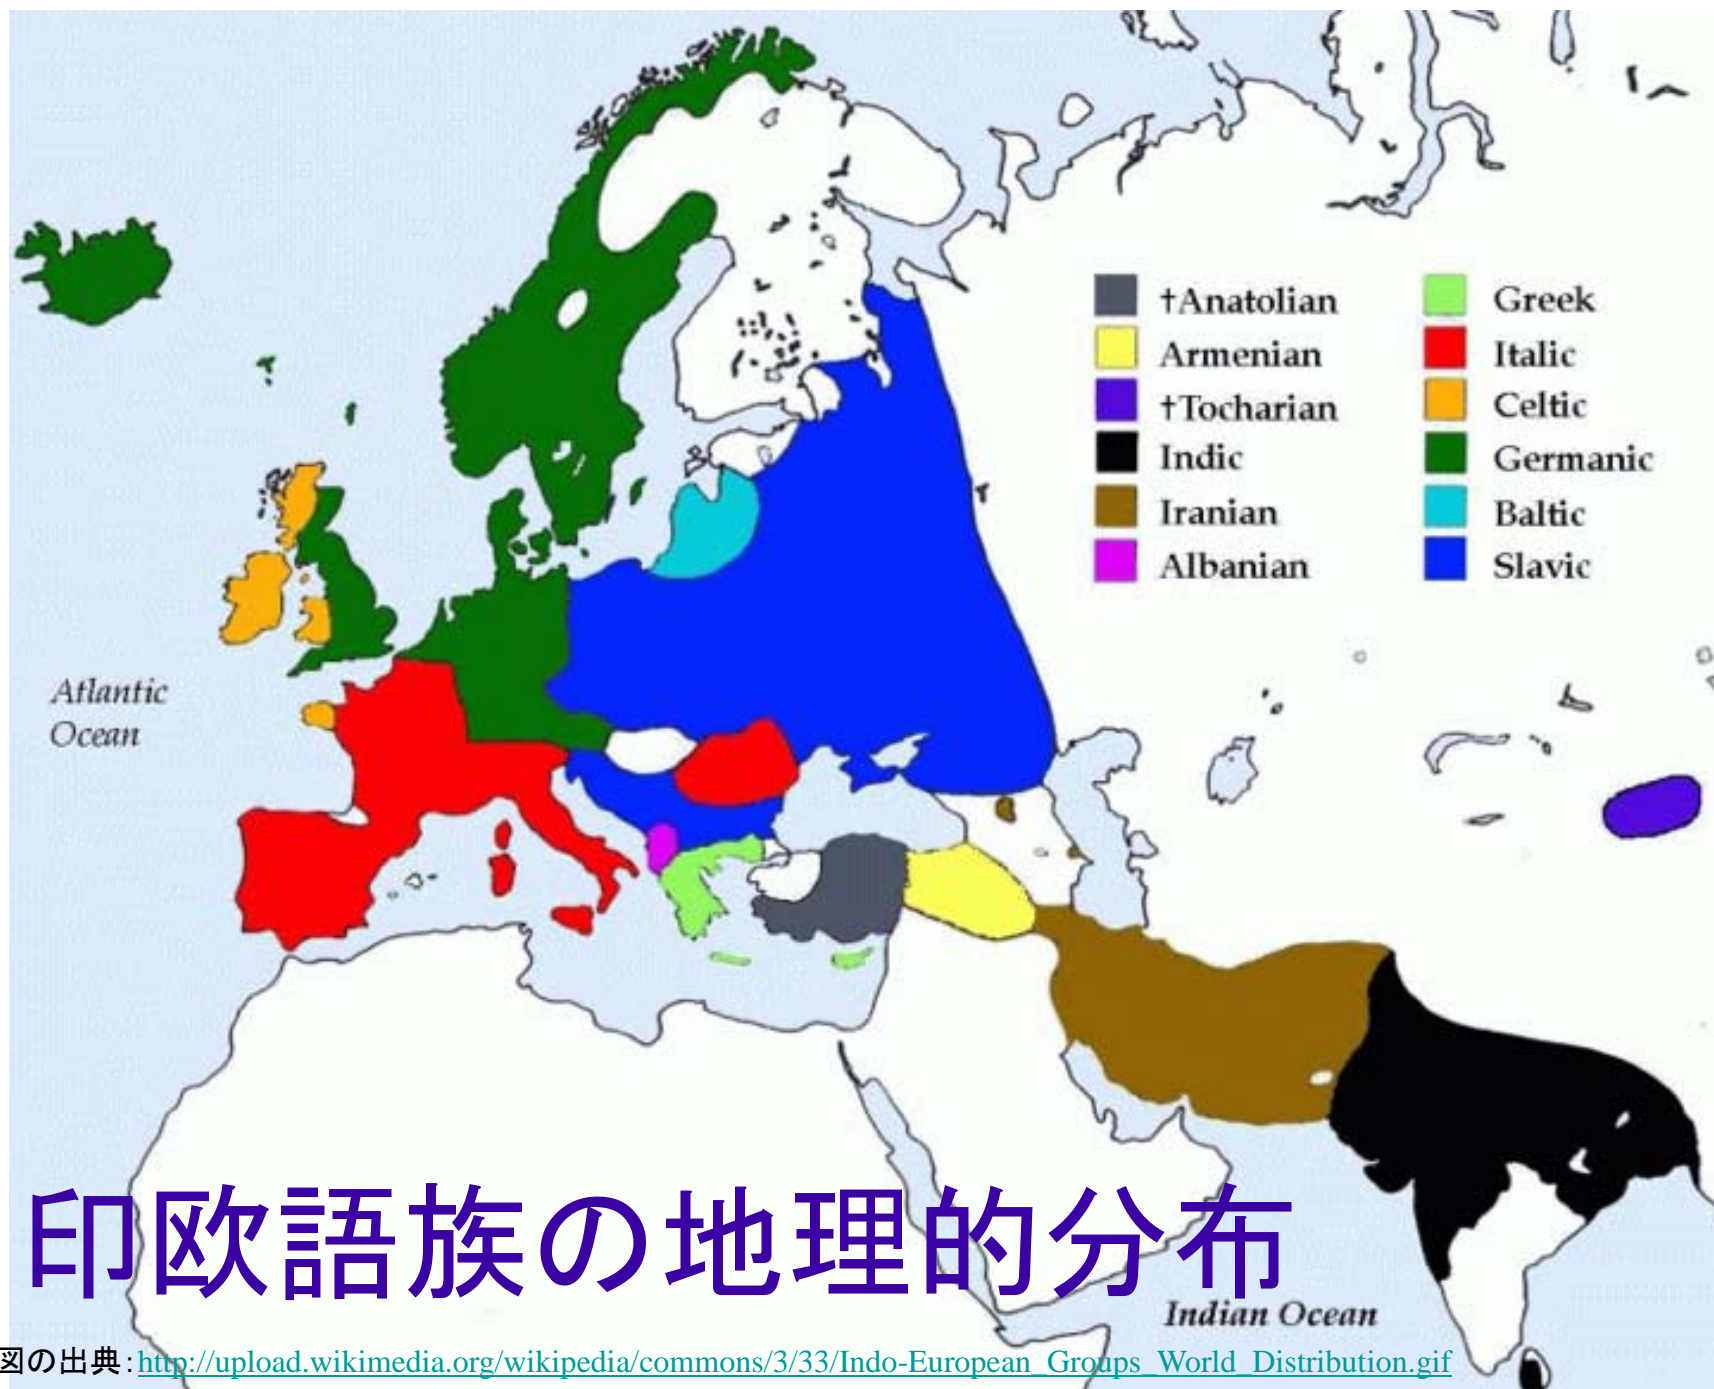 †Anatolian
Armenian
†Tocharian
Indic
Iranian
Albanian
Greek
Italic
Celtic
Germanic
Baltic
Slavic
Atlantic
Ocean
印欧語族の地理的分布
Indian Ocean
図の出典：http://upload.wikimedia.org/wikipedia/commons/3/33/Indo-European_Groups_World_Distribution.gif